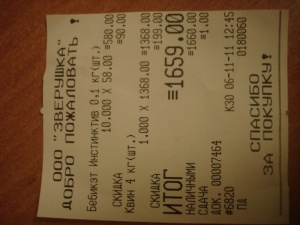 ООО "ЗВЕРУШКА"
ДОБРО ПОЖАЛОВАТЬ !
Бебикэт Инстинктив 0,1 кг(шт.)
10.000 X 58.00 ≡580.00
СКИДКА ≡90.00
Квин 4 кг(шт.)
1.000 X 1368.00 ≡1368.00
СКИДКА ≡199.00
ИТОГ ≡1659.00
НАЛИЧНЫМИ ≡1660.00
СДАЧА ≡1.00
ДОК. 00007464
#6820 К30 06-11-11 12:45
ПД 0180060
СПАСИБО
ЗА ПОКУПКУ!